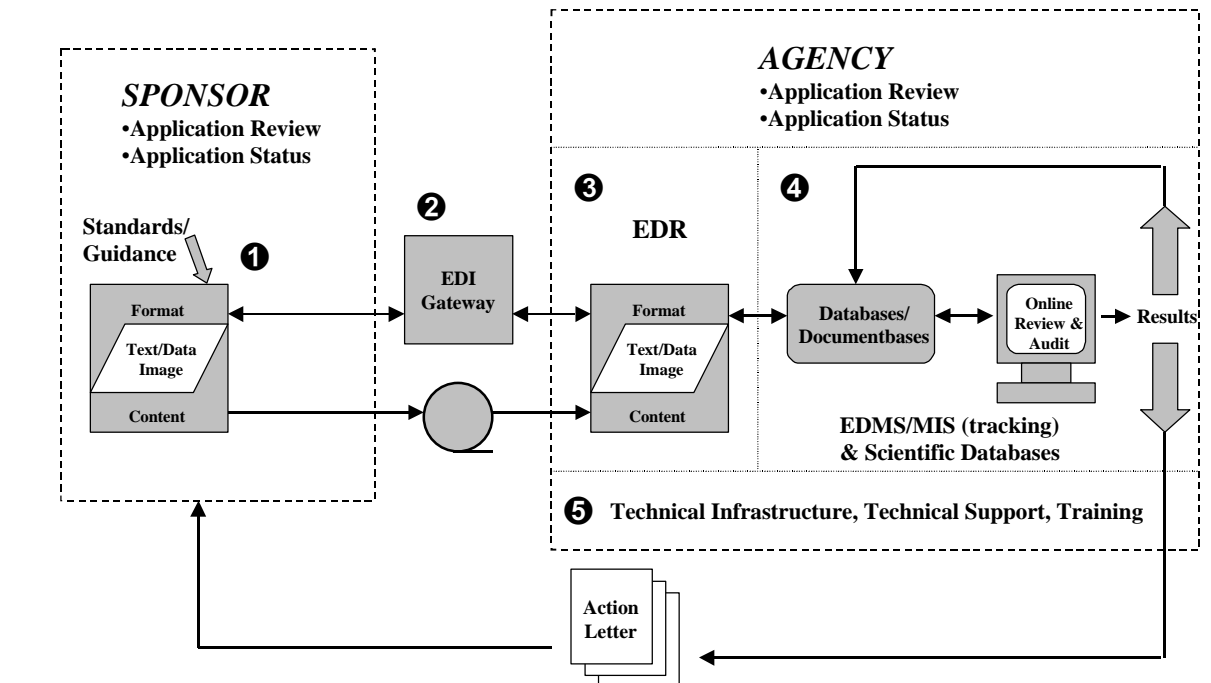 SPONSOR
•Application Review
•Application Status
Standards/
Guidance
❶
Format
Text/Data
Image
Content
❷
EDI
Gateway
AGENCY
•Application Review
•Application Status
❸
EDR
Format
Text/Data
Image
Content
❹
Databases/
Documentbases
Online
Review &
Audit
Results
EDMS/MIS (tracking)
& Scientific Databases
❺ Technical Infrastructure, Technical Support, Training
Action
Letter